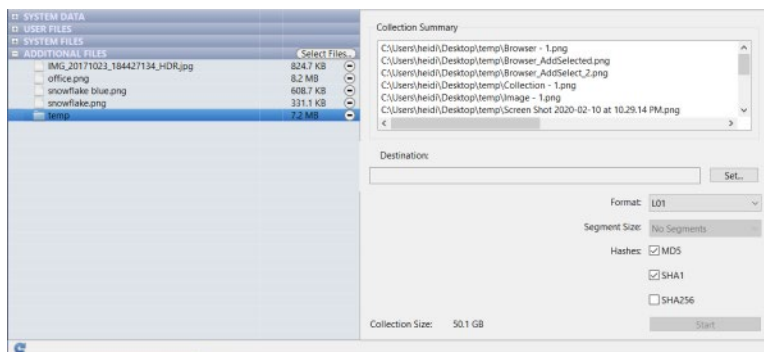 SYSTEM DATA
USER FILES
SYSTEM FILES
ADDITIONAL FILES (Select Files...)
IMG_20171023_184427134_HDR.jpg 824.7 KB
office.png 8.2 MB
snowflake blue.png 608.7 KB
snowflake.png 331.1 KB
temp 7.2 MB
Collection Summary
C:\Users\heidi\Desktop\temp\Browser - 1.png
C:\Users\heidi\Desktop\temp\Browser_AddSelected.png
C:\Users\heidi\Desktop\temp\Browser_AddSelect_2.png
C:\Users\heidi\Desktop\temp\Collection - 1.png
C:\Users\heidi\Desktop\temp\Image - 1.png
C:\Users\heidi\Desktop\temp\Screen Shot 2020-02-10 at 10.29.14 PM.png
Destination:
Set...
Format: L01
Segment Size: No Segments
Hashes: MD5
SHA1
SHA256
Collection Size: 50.1 GB
Start